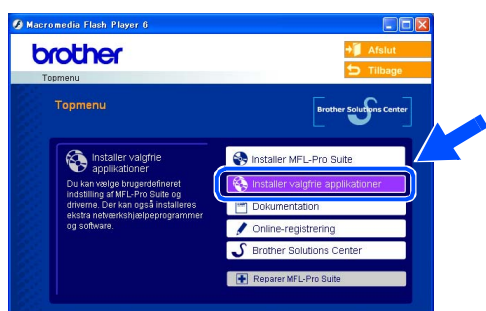 Macromedia Flash Player 6
brother
Afslut
Tilbage
Topmenu
Topmenu
Brother Solutions Center
Installer valgfrie
applikationer
Du kan vælge brugerdefineret
indstilling af MFL-Pro Suite og
driverne. Der kan også installeres
ekstra netværkshjælpeprogrammer
og software.
Installer MFL-Pro Suite
Installer valgfrie applikationer
Dokumentation
Online-registrering
Brother Solutions Center
Reparer MFL-Pro Suite